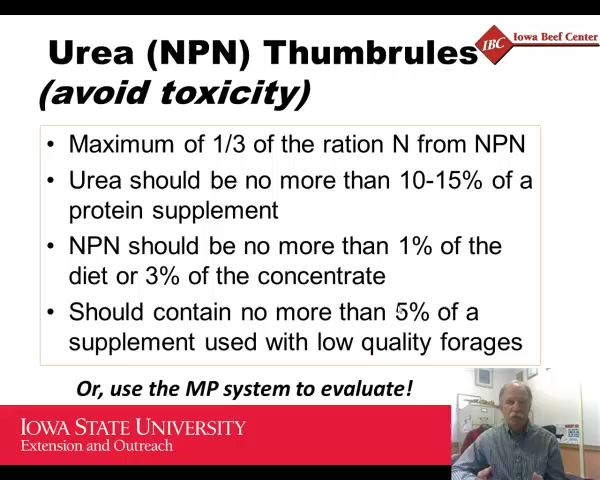 Urea (NPN) Thumbrules
IBC Iowa Beef Center
(avoid toxicity)
• Maximum of 1/3 of the ration N from NPN
• Urea should be no more than 10-15% of a
protein supplement
• NPN should be no more than 1% of the
diet or 3% of the concentrate
• Should contain no more than 5% of a
supplement used with low quality forages
Or, use the MP system to evaluate!
IOWA STATE UNIVERSITY
Extension and Outreach